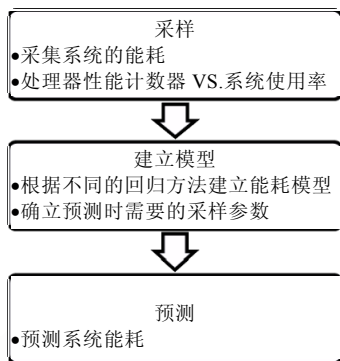 采样
●采集系统的能耗
●处理器性能计数器 VS.系统使用率
建立模型
●根据不同的回归方法建立能耗模型
●确立预测时需要的采样参数
预测
●预测系统能耗